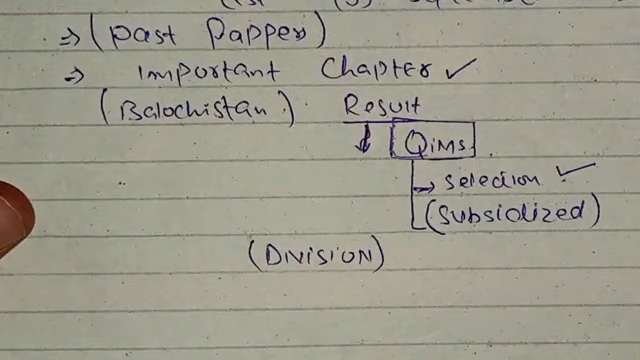 ⇒ (Past Papper)
⇒ Important Chapter ✓
(Balochistan) Result
↓ Qims
→ Selection ✓
(Subsidized)
(DIVISION)